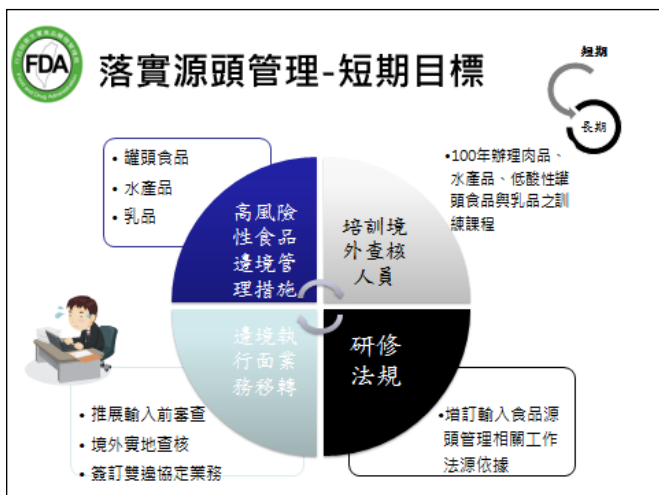 FDA
Food and Drug Administration
落實源頭管理-短期目標
短期
長期
• 罐頭食品
• 水產品
• 乳品
高風險
性食品
邊境管
理措施
培訓境
外查核
人員
•100年辦理肉品、
水產品、低酸性罐
頭食品與乳品之訓
練課程
邊境執
行面業
務移轉
研修
法規
• 推展輸入前審查
• 境外實地查核
• 簽訂雙邊協定業務
•增訂輸入食品源
頭管理相關工作
法源依據